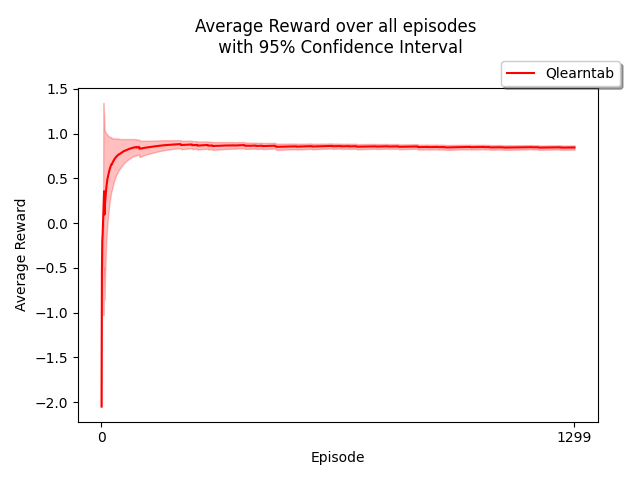 Average Reward over all episodes
with 95% Confidence Interval
Qlearntab
1.5
1.0
0.5
0.0
−0.5
−1.0
−1.5
−2.0
Average Reward
0
1299
Episode